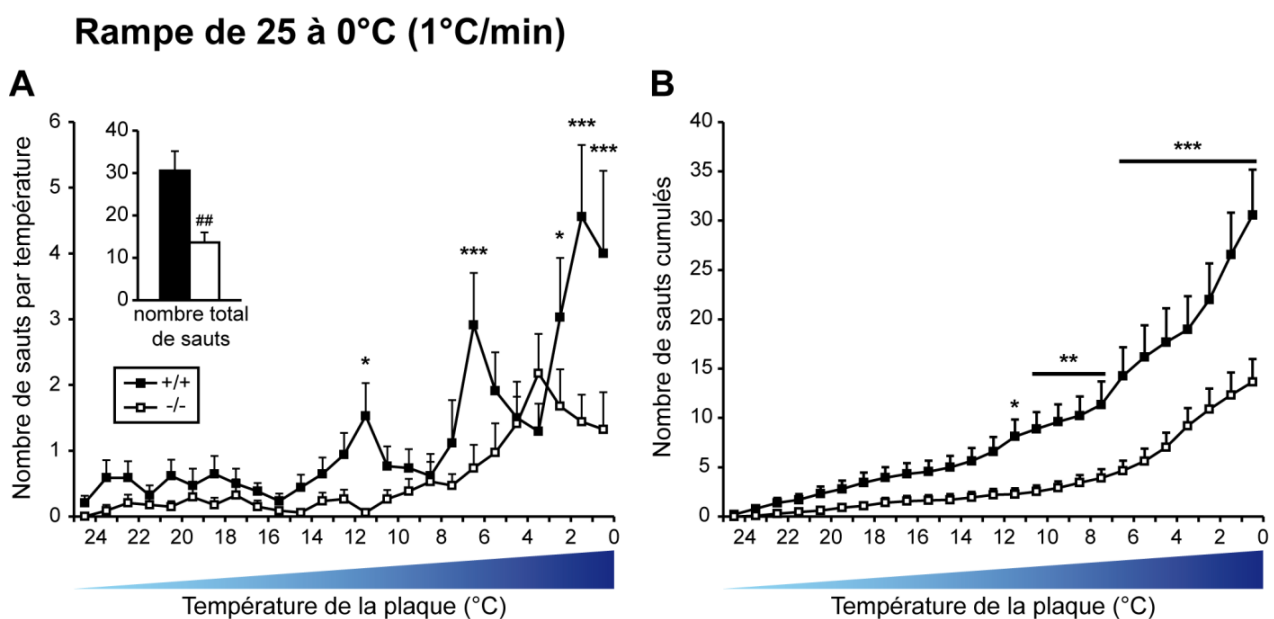 Rampe de 25 à 0°C (1°C/min)
A
Nombre de sauts par température
6
5
4
3
2
1
0
40
30
20
10
0
##
nombre total
de sauts
+/+
-/-
*
***
*
***
***
24 22 20 18 16 14 12 10 8 6 4 2 0
Température de la plaque (°C)
B
Nombre de sauts cumulés
40
35
30
25
20
15
10
5
0
*
**
***
24 22 20 18 16 14 12 10 8 6 4 2 0
Température de la plaque (°C)